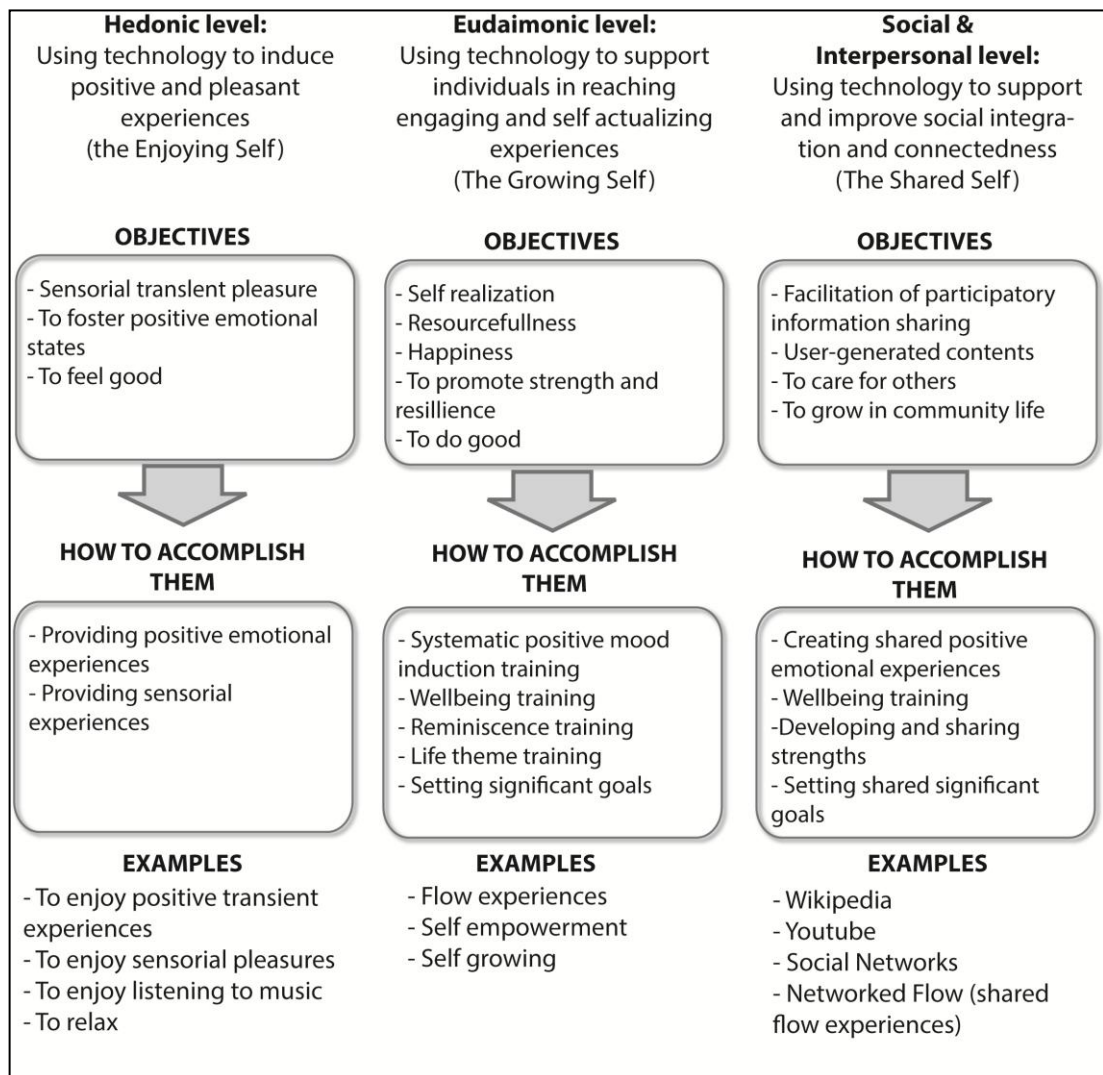 Hedonic level:
Using technology to induce
positive and pleasant
experiences
(the Enjoying Self)
OBJECTIVES
- Sensorial translent pleasure
- To foster positive emotional
states
- To feel good
HOW TO ACCOMPLISH
THEM
- Providing positive emotional
experiences
- Providing sensorial
experiences
EXAMPLES
- To enjoy positive transient
experiences
- To enjoy sensorial pleasures
- To enjoy listening to music
- To relax
Eudaimonic level:
Using technology to support
individuals in reaching
engaging and self actualizing
experiences
(The Growing Self)
OBJECTIVES
- Self realization
- Resourcefullness
- Happiness
- To promote strength and
resillience
- To do good
HOW TO ACCOMPLISH
THEM
- Systematic positive mood
induction training
- Wellbeing training
- Reminiscence training
- Life theme training
- Setting significant goals
EXAMPLES
- Flow experiences
- Self empowerment
- Self growing
Social &
Interpersonal level:
Using technology to support
and improve social integra-
tion and connectedness
(The Shared Self)
OBJECTIVES
- Facilitation of participatory
information sharing
- User-generated contents
- To care for others
- To grow in community life
HOW TO ACCOMPLISH
THEM
- Creating shared positive
emotional experiences
- Wellbeing training
-Developing and sharing
strengths
- Setting shared significant
goals
EXAMPLES
- Wikipedia
- Youtube
- Social Networks
- Networked Flow (shared
flow experiences)